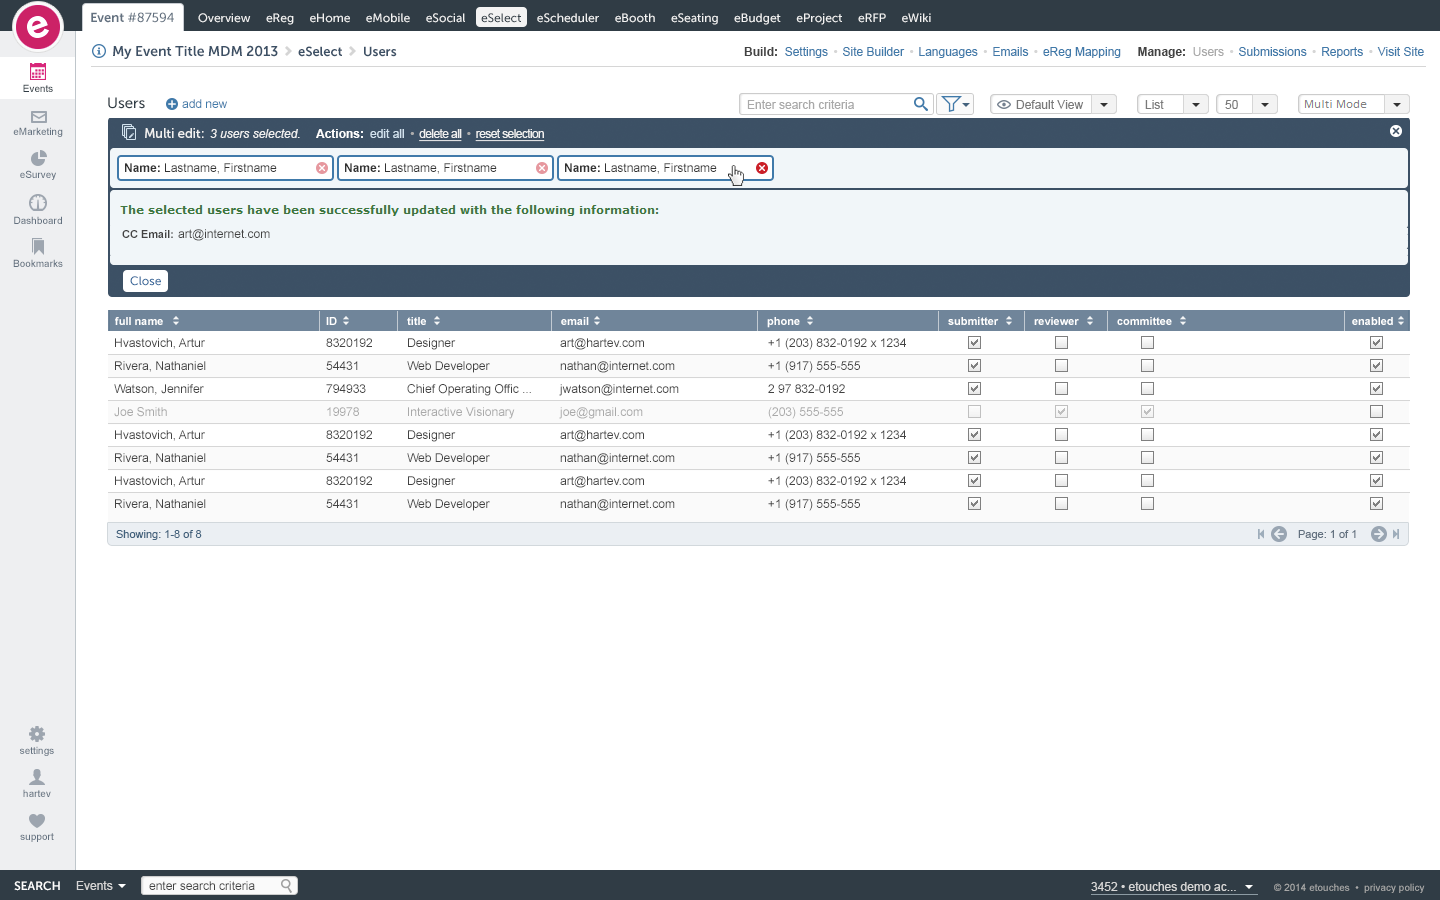 e
Event #87594 Overview eReg eHome eMobile eSocial eSelect eScheduler eBooth eSeating eBudget eProject eRFP eWiki
My Event Title MDM 2013 eSelect Users
Build: Settings • Site Builder • Languages • Emails • eReg Mapping Manage: Users • Submissions • Reports • Visit Site
Events
eMarketing
eSurvey
Dashboard
Bookmarks
settings
hartev
support
Users add new Enter search criteria Default View List 50 Multi Mode
Multi edit: 3 users selected. Actions: edit all • delete all • reset selection
Name: Lastname, Firstname Name: Lastname, Firstname Name: Lastname, Firstname
The selected users have been successfully updated with the following information:
CC Email: art@internet.com
Close
full name ID title email phone submitter reviewer committee enabled
Hvastovich, Artur 8320192 Designer art@hartev.com +1 (203) 832-0192 x 1234
Rivera, Nathaniel 54431 Web Developer nathan@internet.com +1 (917) 555-555
Watson, Jennifer 794933 Chief Operating Offic ... jwatson@internet.com 2 97 832-0192
Joe Smith 19978 Interactive Visionary joe@gmail.com (203) 555-555
Hvastovich, Artur 8320192 Designer art@hartev.com +1 (203) 832-0192 x 1234
Rivera, Nathaniel 54431 Web Developer nathan@internet.com +1 (917) 555-555
Hvastovich, Artur 8320192 Designer art@hartev.com +1 (203) 832-0192 x 1234
Rivera, Nathaniel 54431 Web Developer nathan@internet.com +1 (917) 555-555
Showing: 1-8 of 8 Page: 1 of 1
SEARCH Events enter search criteria 3452 • etouches demo ac... © 2014 etouches • privacy policy